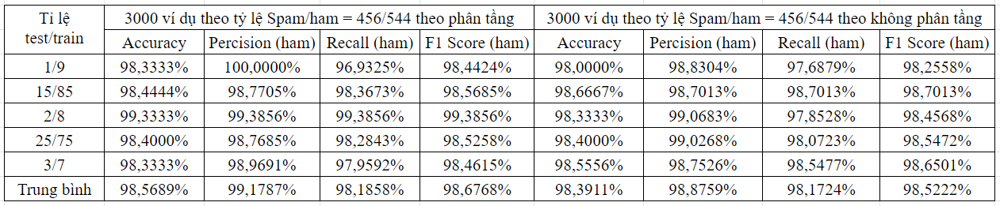 Tỉ lệ test/train 3000 ví dụ theo tỷ lệ Spam/ham = 456/544 theo phân tầng 3000 ví dụ theo tỷ lệ Spam/ham = 456/544 theo không phân tầng
Accuracy Percision (ham) Recall (ham) F1 Score (ham) Accuracy Percision (ham) Recall (ham) F1 Score (ham)
1/9 98,3333% 100,0000% 96,9325% 98,4424% 98,0000% 98,8304% 97,6879% 98,2558%
15/85 98,4444% 98,7705% 98,3673% 98,5685% 98,6667% 98,7013% 98,7013% 98,7013%
2/8 99,3333% 99,3856% 99,3856% 99,3856% 98,3333% 99,0683% 97,8528% 98,4568%
25/75 98,4000% 98,7685% 98,2843% 98,5258% 98,4000% 99,0268% 98,0723% 98,5472%
3/7 98,3333% 98,9691% 97,9592% 98,4615% 98,5556% 98,7526% 98,5477% 98,6501%
Trung bình 98,5689% 99,1787% 98,1858% 98,6768% 98,3911% 98,8759% 98,1724% 98,5222%